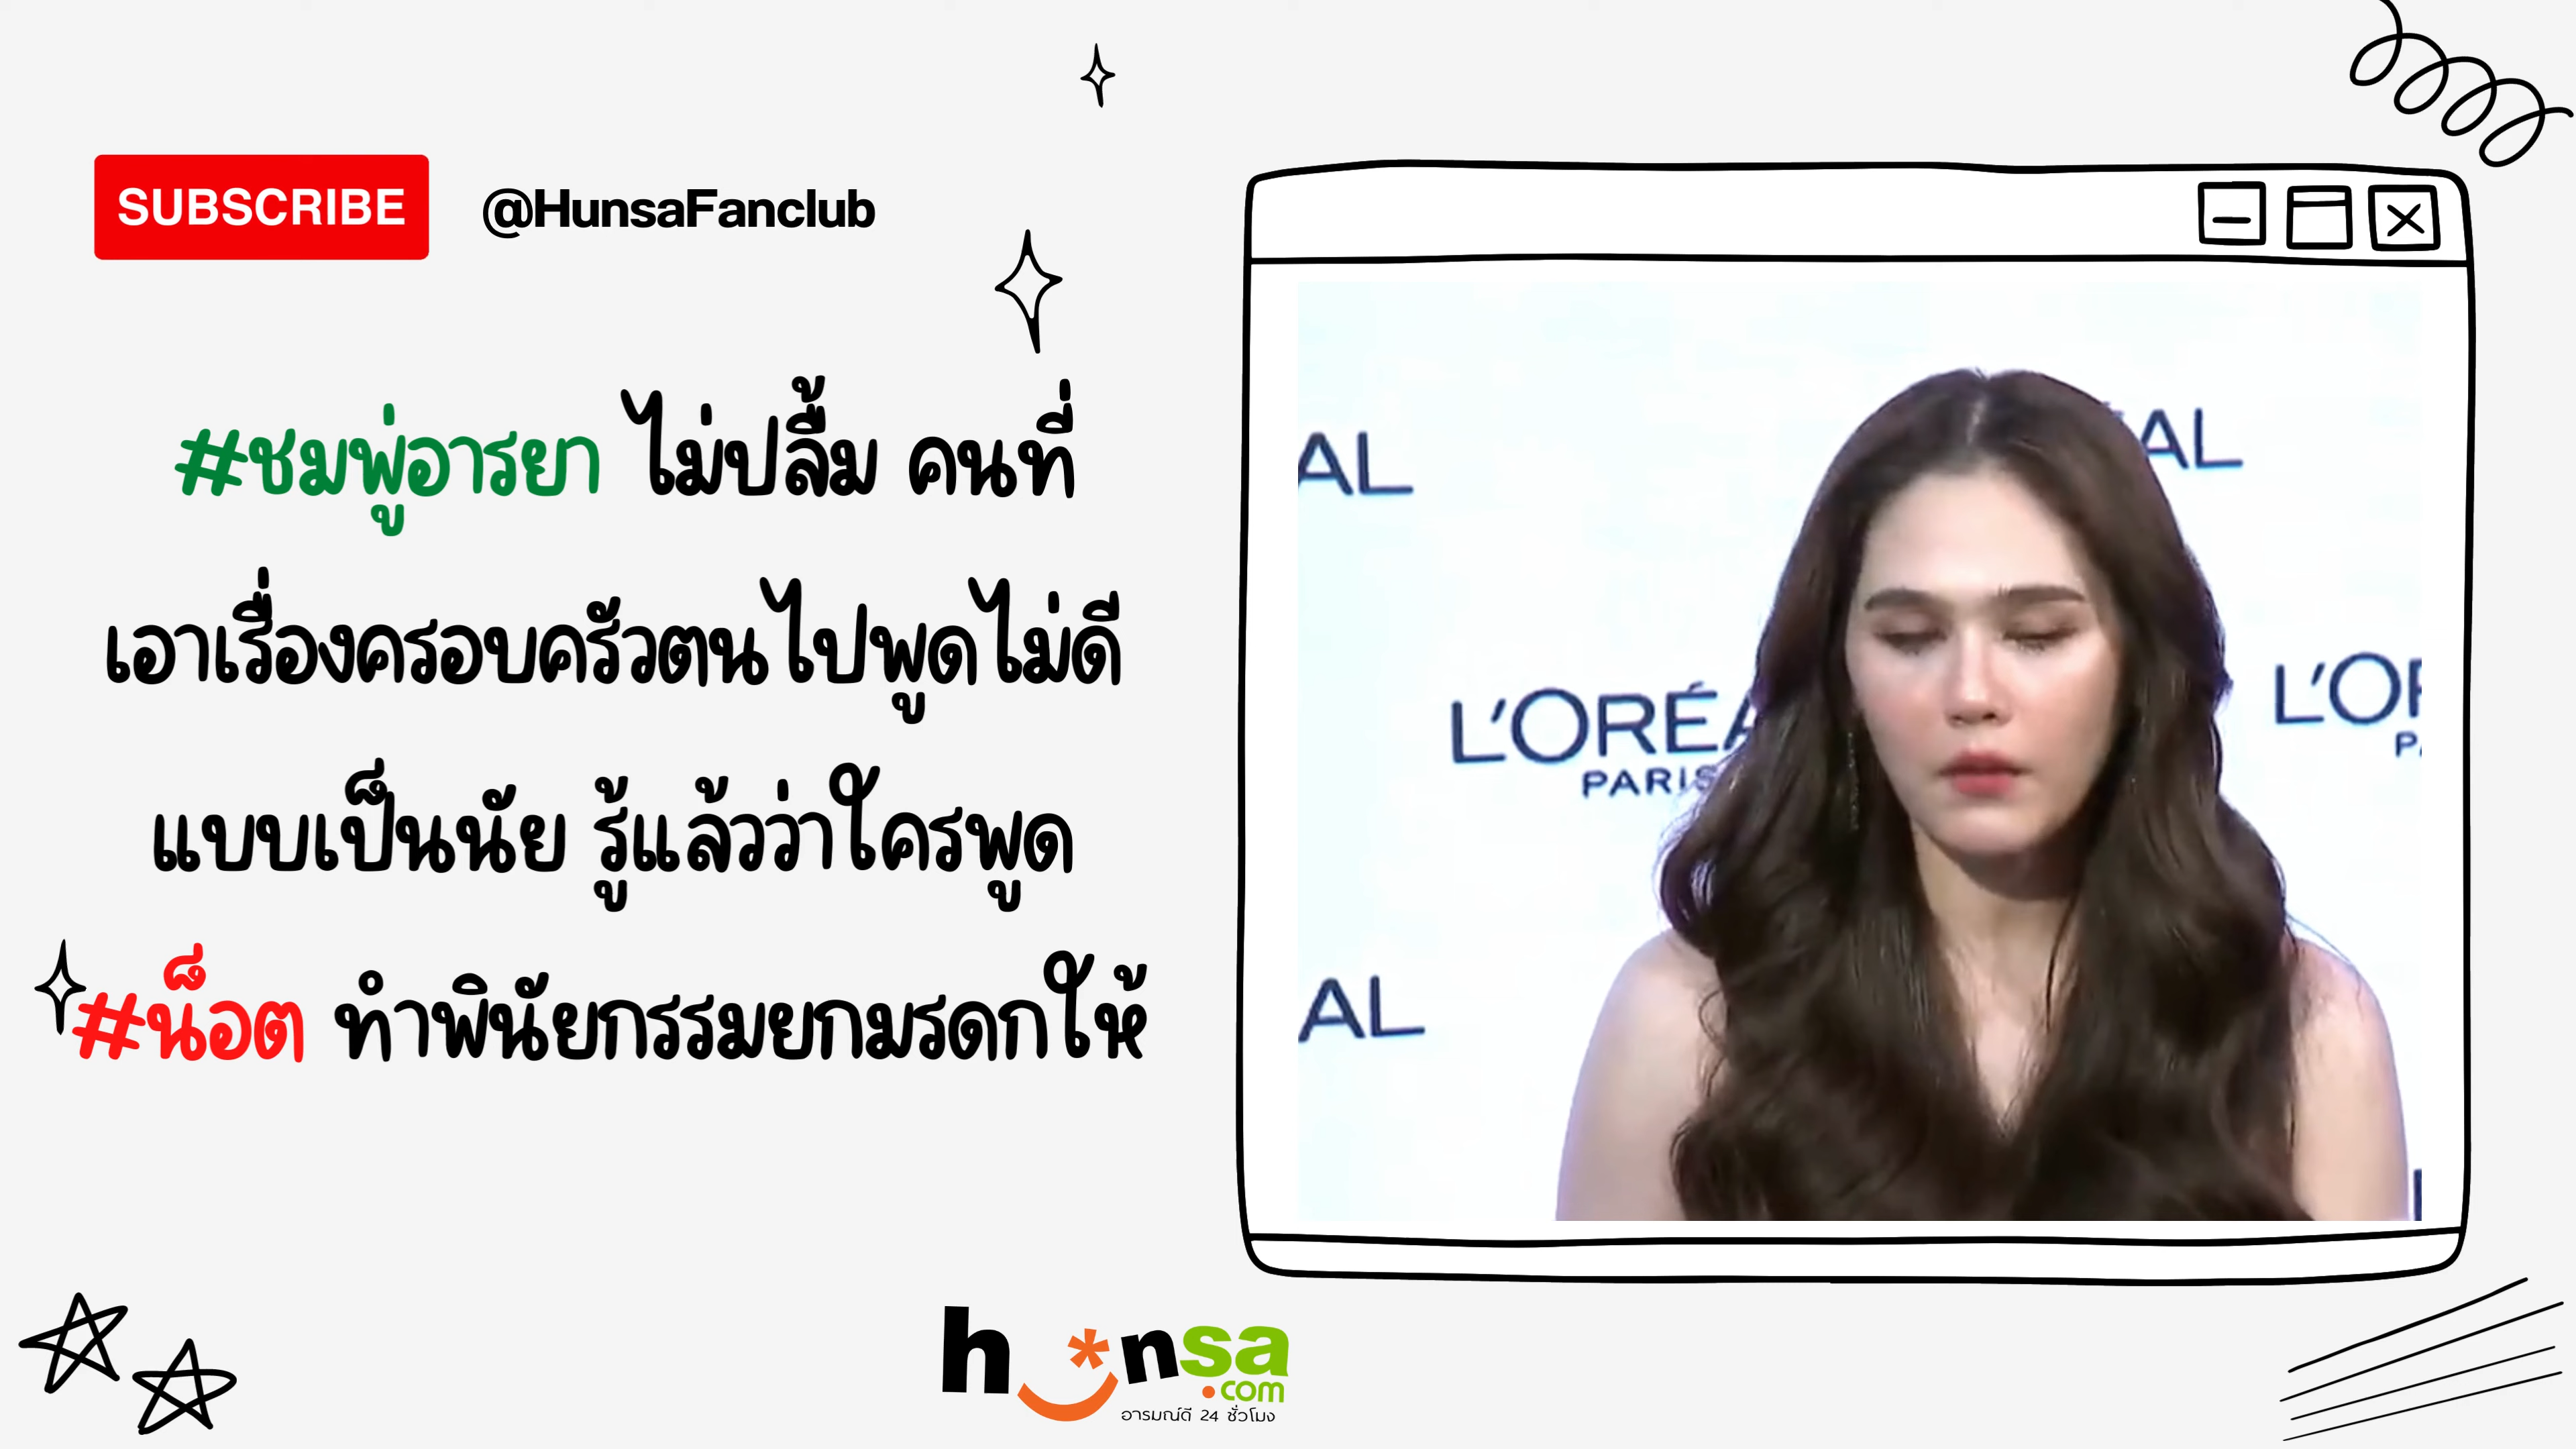 SUBSCRIBE @HunsaFanclub
#ชมพู่อารยา ไม่ปลื้ม คนที่
เอาเรื่องครอบครัวตนไปพูดไม่ดี
แบบเป็นนัย รู้แล้วว่าใครพูด
#น็อต ทำพินัยกรรมยกมรดกให้
AL
AL
L'ORÉA
PARIS
L'OR
PA
AL
hunsa
.com
อารมณ์ดี 24 ชั่วโมง